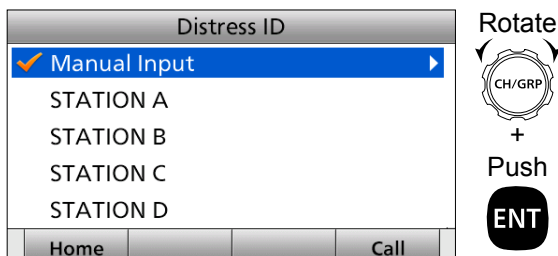 Distress ID
Manual Input
STATION A
STATION B
STATION C
STATION D
Home
Call
Rotate
CH/GRP
+
Push
ENT